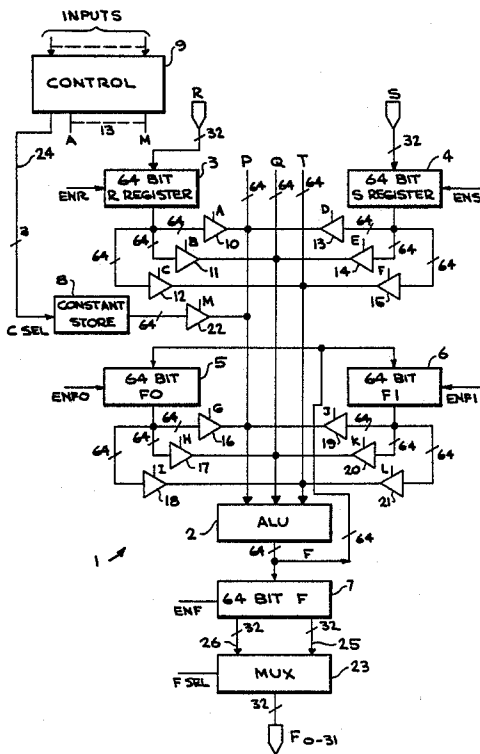 INPUTS
9
CONTROL
13
A
M
24
3
R
32
S
32
P
Q
T
64
64
64
64 BIT
R REGISTER
3
ENR
64 BIT
S REGISTER
4
ENS
64
64
64
A
10
B
11
C
12
D
13
E
14
F
15
64
64
64
8
CONSTANT
STORE
C SEL
64
M
22
5
64 BIT
F0
ENF0
6
64 BIT
F1
ENF1
64
64
64
G
16
H
17
I
18
J
19
K
20
L
21
64
64
64
2
ALU
64
F
64
1
7
64 BIT F
ENF
32
32
26
25
MUX
23
F SEL
32
F0-31